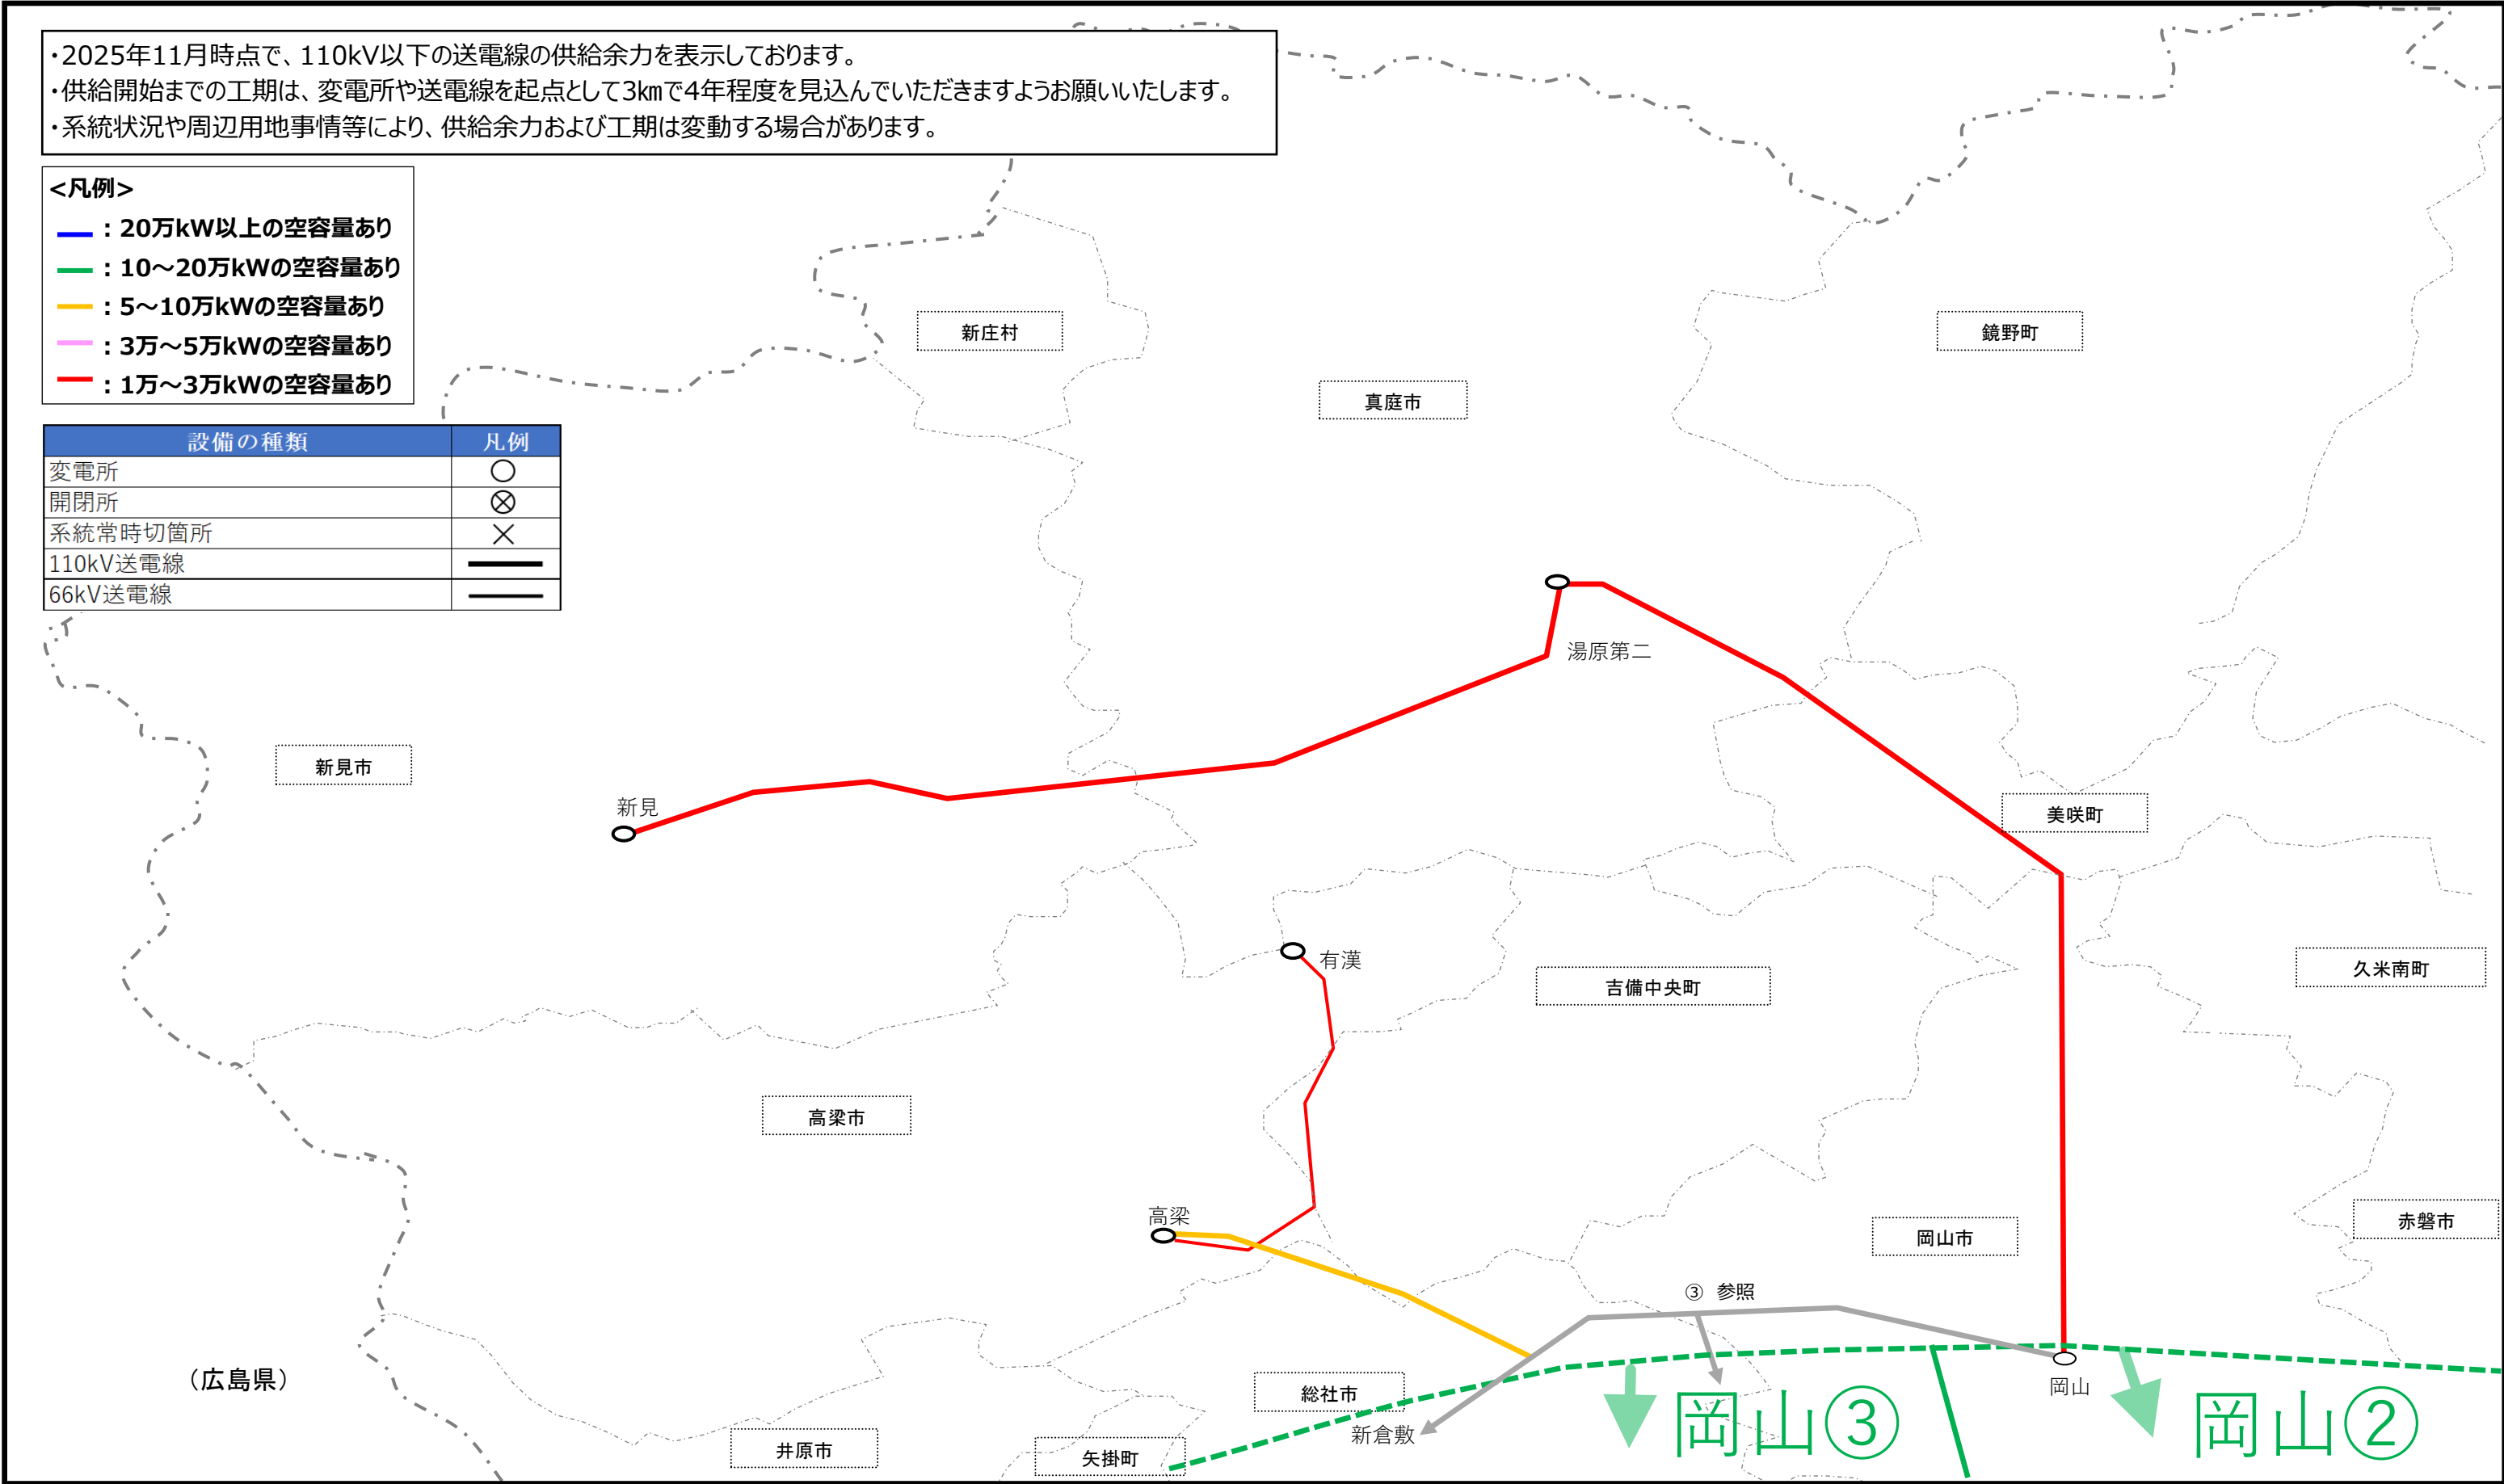 ・2025年11月時点で、110kV以下の送電線の供給余力を表示しております。
・供給開始までの工期は、変電所や送電線を起点として3㎞で4年程度を見込んでいただきますようお願いいたします。
・系統状況や周辺用地事情等により、供給余力および工期は変動する場合があります。
<凡例>
：20万kW以上の空容量あり
：10～20万kWの空容量あり
：5～10万kWの空容量あり
：3万～5万kWの空容量あり
：1万～3万kWの空容量あり
設備の種類 凡例
変電所
開閉所
系統常時切箇所
110kV送電線
66kV送電線
新庄村
鏡野町
真庭市
湯原第二
新見市
新見
美咲町
有漢
吉備中央町
久米南町
高梁市
高梁
岡山市
赤磐市
③ 参照
（広島県）
総社市
岡山
新倉敷
岡山③
岡山②
井原市
矢掛町